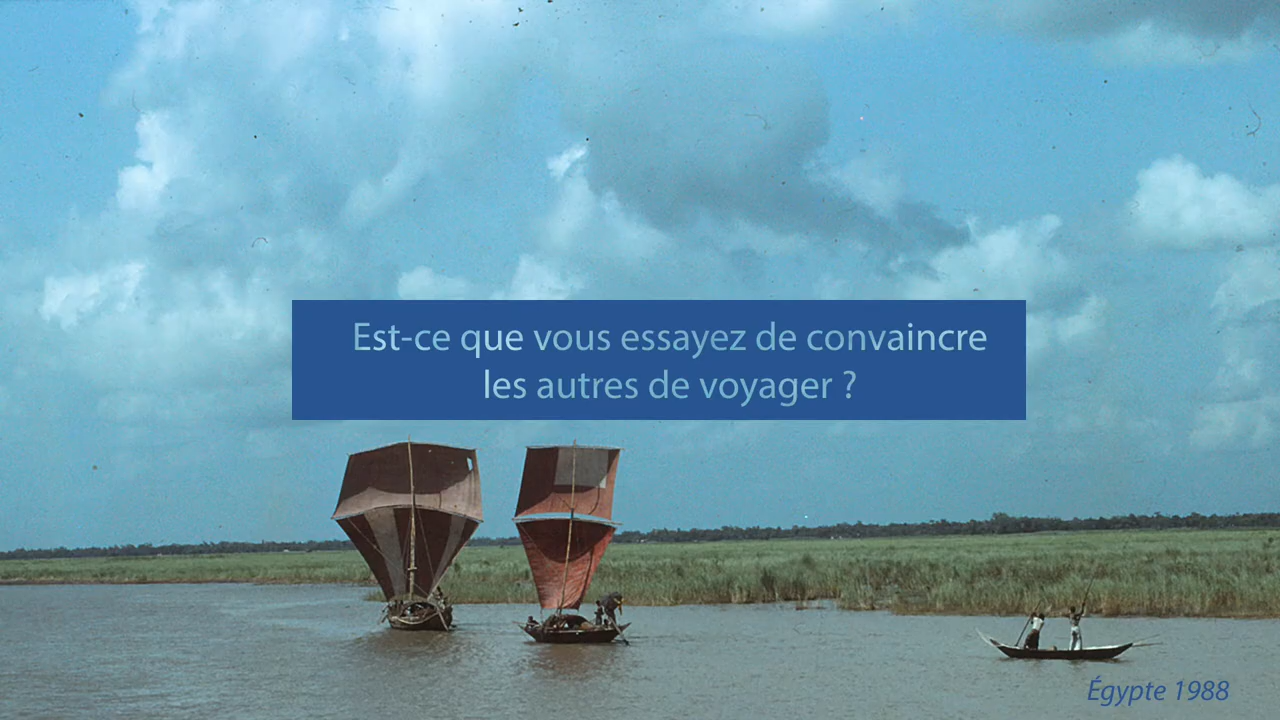 Est-ce que vous essayez de convaincre
les autres de voyager ?
Égypte 1988